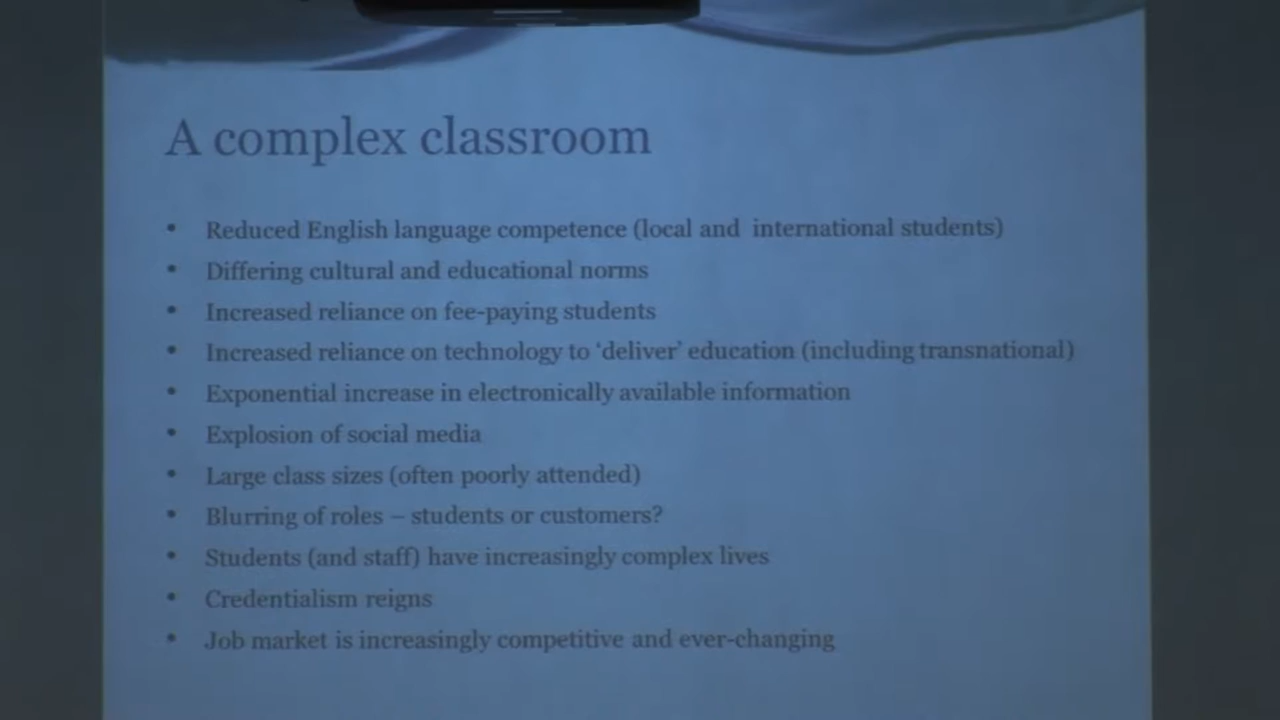 A complex classroom
• Reduced English language competence (local and international students)
• Differing cultural and educational norms
• Increased reliance on fee-paying students
• Increased reliance on technology to ‘deliver’ education (including transnational)
• Exponential increase in electronically available information
• Explosion of social media
• Large class sizes (often poorly attended)
• Blurring of roles – students or customers?
• Students (and staff) have increasingly complex lives
• Credentialism reigns
• Job market is increasingly competitive and ever-changing